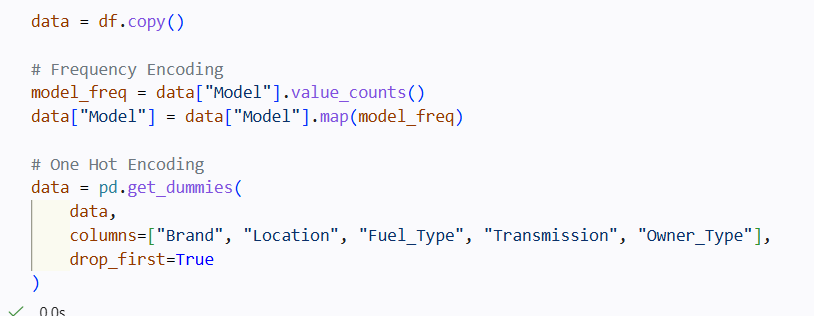 data = df.copy()
# Frequency Encoding
model_freq = data["Model"].value_counts()
data["Model"] = data["Model"].map(model_freq)
# One Hot Encoding
data = pd.get_dummies(
    data,
    columns=["Brand", "Location", "Fuel_Type", "Transmission", "Owner_Type"],
    drop_first=True
)
0.0s